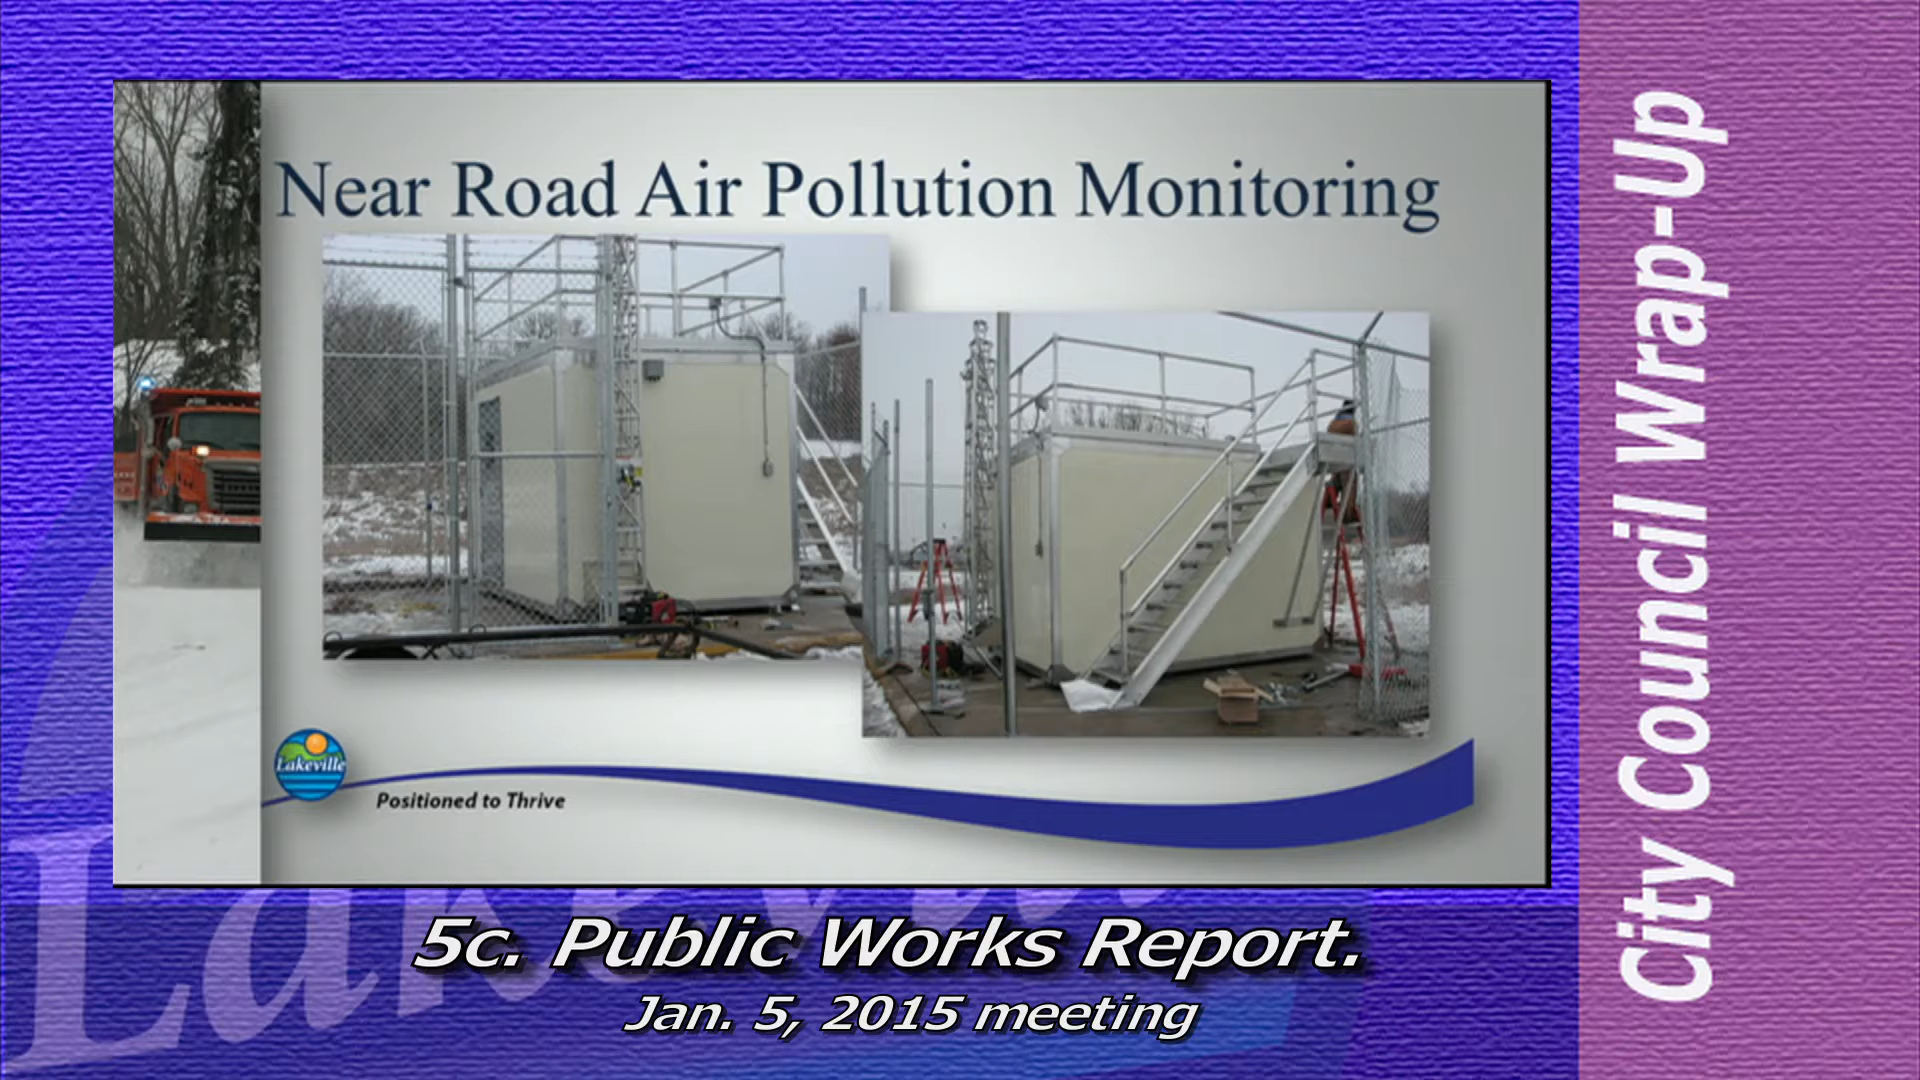 Near Road Air Pollution Monitoring
Lakeville
Positioned to Thrive
5c. Public Works Report.
Jan. 5, 2015 meeting
City Council Wrap-Up
Lakeville